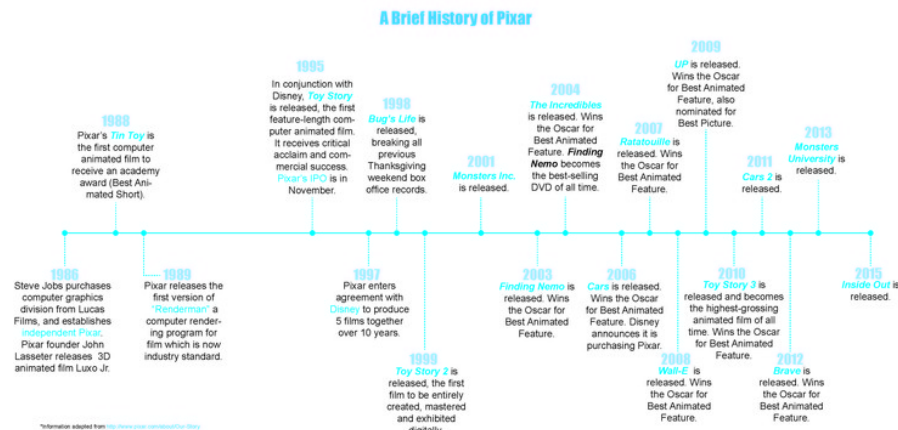 A Brief History of Pixar
1986
Steve Jobs purchases
computer graphics
division from Lucas
Films, and establishes
independent Pixar.
Pixar founder John
Lasseter releases 3D
animated film Luxo Jr.
1988
Pixar's Tin Toy is
the first computer
animated film to
receive an academy
award (Best Ani-
mated Short).
1989
Pixar releases the
first version of
"Renderman" a
computer render-
ing program for
film which is now
industry standard.
1995
In conjunction with
Disney, Toy Story
is released, the first
feature-length com-
puter animated film.
It receives critical
acclaim and com-
mercial success.
Pixar's IPO is in
November.
1997
Pixar enters
agreement with
Disney to produce
5 films together
over 10 years.
1998
Bug's Life is
released,
breaking all
previous
Thanksgiving
weekend box
office records.
1999
Toy Story 2 is
released, the first
film to be entirely
created, mastered
and exhibited
digitally.
2001
Monsters Inc.
is released.
2003
Finding Nemo is
released. Wins
the Oscar for
Best Animated
Feature.
2004
The Incredibles
is released. Wins
the Oscar for
Best Animated
Feature. Finding
Nemo becomes
the best-selling
DVD of all time.
2006
Cars is released.
Wins the Oscar
for Best Animated
Feature. Disney
announces it is
purchasing Pixar.
2007
Ratatouille is
released. Wins
the Oscar for
Best Animated
Feature.
2008
Wall-E is
released. Wins
the Oscar for
Best Animated
Feature.
2009
UP is released.
Wins the Oscar
for Best Animated
Feature, also
nominated for
Best Picture.
2010
Toy Story 3 is
released and becomes
the highest-grossing
animated film of all
time. Wins the Oscar
for Best Animated
Feature.
2011
Cars 2 is
released.
2012
Brave is
released. Wins
the Oscar for
Best Animated
Feature.
2013
Monsters
University is
released.
2015
Inside Out is
released.
*Information adapted from